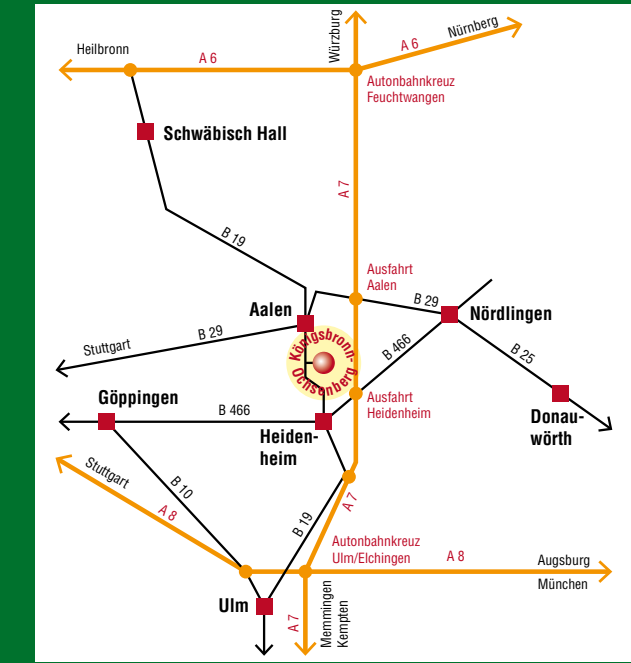 Würzburg
Nürnberg
A 6
Heilbronn
A 6
Autonbahnkreuz
Feuchtwangen
Schwäbisch Hall
A 7
B 19
Ausfahrt
Aalen
B 29
Aalen
Nördlingen
B 29
Stuttgart
Königsbronn-
Ochsenberg
B 466
B 25
Göppingen
B 466
Ausfahrt
Heidenheim
Heiden-
heim
Donau-
wörth
Stuttgart
B 10
A 8
B 19
A 7
Autonbahnkreuz
Ulm/Elchingen
A 8
Augsburg
München
Ulm
A 7
Memmingen
Kempten